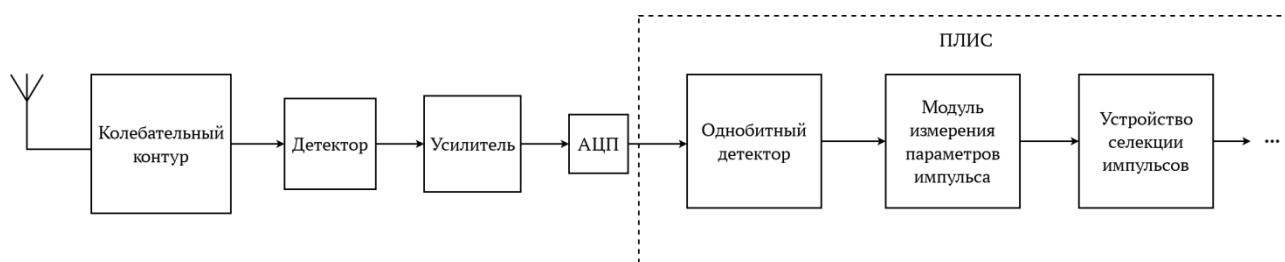 ПЛИС
Колебательный
контур
Детектор
Усилитель
АЦП
Однобитный
детектор
Модуль
измерения
параметров
импульса
Устройство
селекции
импульсов
...